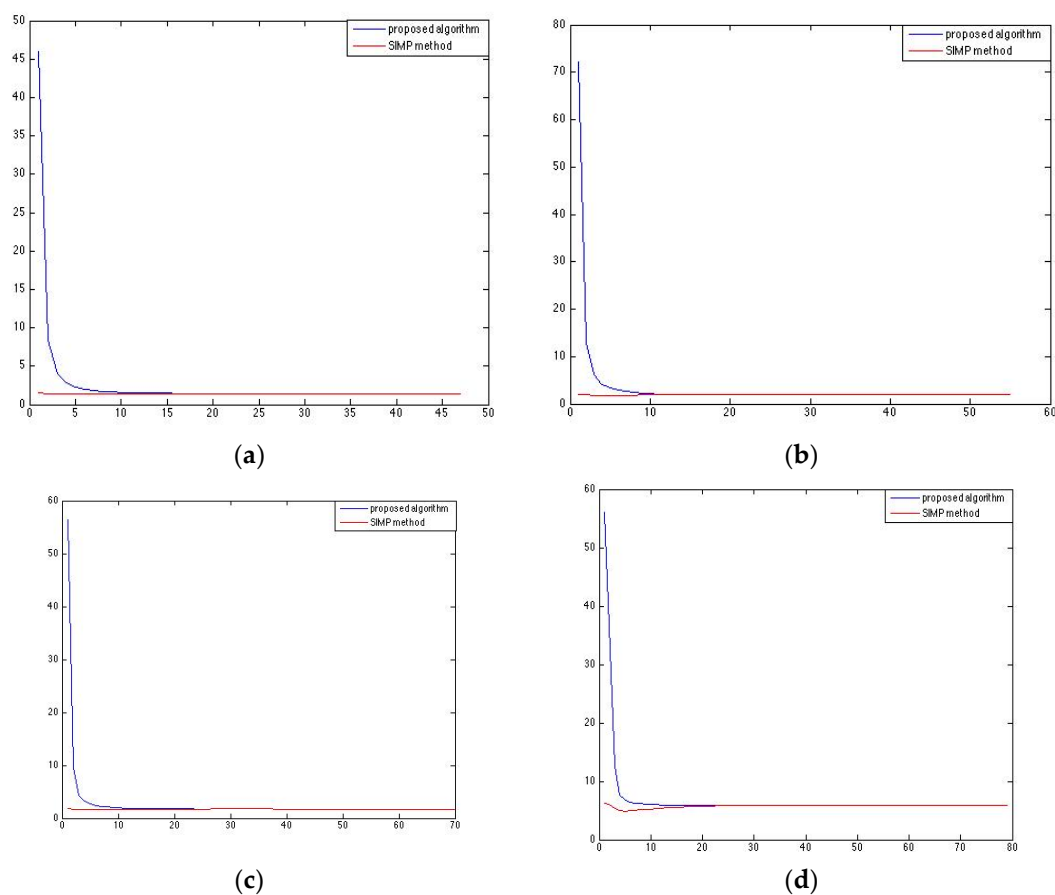 50
45
40
35
30
25
20
15
10
5
0
0 5 10 15 20 25 30 35 40 45 50
proposed algorithm
SIMP method
(a)
80
70
60
50
40
30
20
10
0
0 10 20 30 40 50 60
proposed algorithm
SIMP method
(b)
60
50
40
30
20
10
0
0 10 20 30 40 50 60 70
proposed algorithm
SIMP method
(c)
60
50
40
30
20
10
0
0 10 20 30 40 50 60 70 80
proposed algorithm
SIMP method
(d)